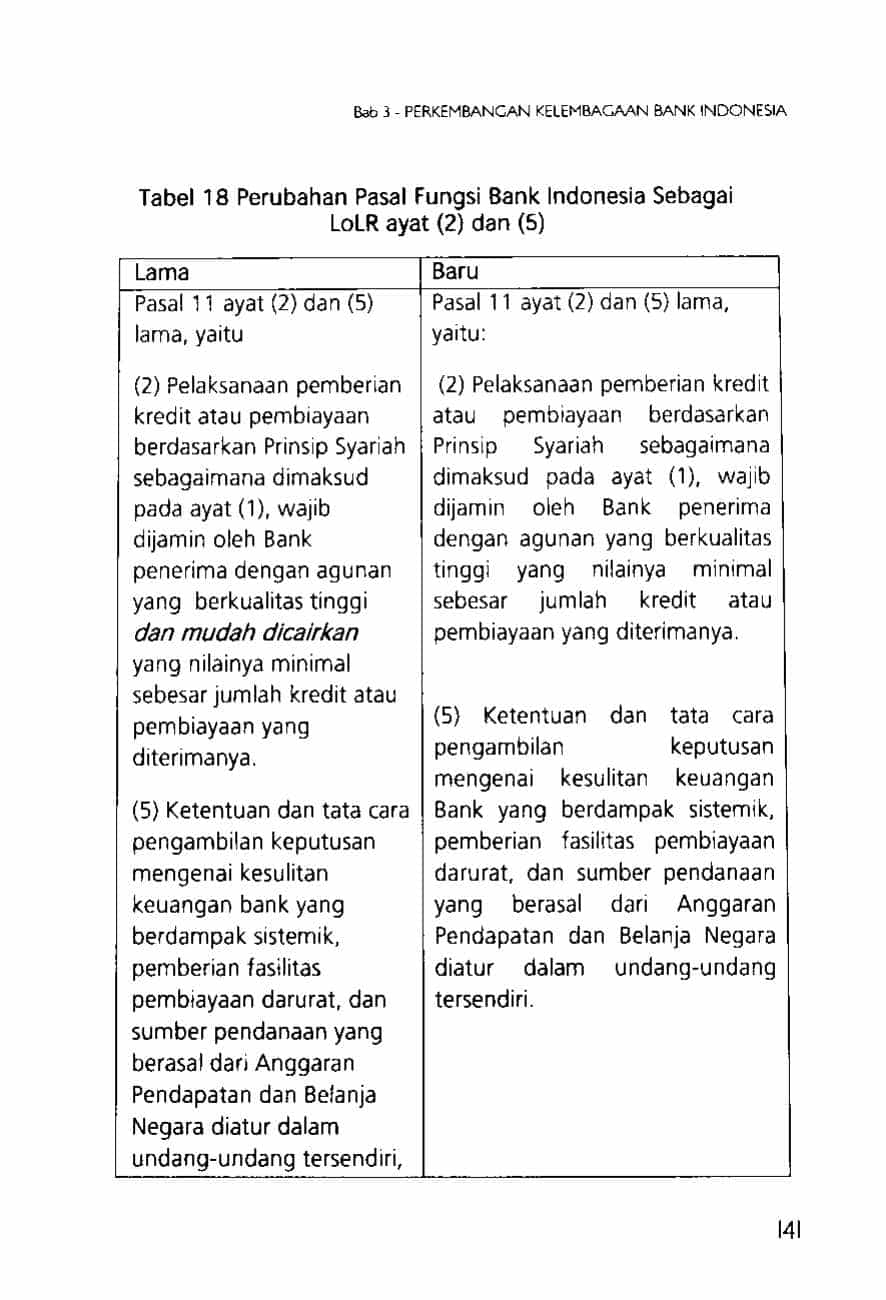 Bab 3 - PERKEMBANGAN KELEMBAGAAN BANK INDONESIA
Tabel 18 Perubahan Pasal Fungsi Bank Indonesia Sebagai
LoLR ayat (2) dan (5)
Lama
Pasal 11 ayat (2) dan (5)
lama, yaitu
(2) Pelaksanaan pemberian
kredit atau pembiayaan
berdasarkan Prinsip Syariah
sebagaimana dimaksud
pada ayat (1), wajib
dijamin oleh Bank
penerima dengan agunan
yang berkualitas tinggi
dan mudah dicairkan
yang nilainya minimal
sebesar jumlah kredit atau
pembiayaan yang
diterimanya.
(5) Ketentuan dan tata cara
pengambilan keputusan
mengenai kesulitan
keuangan bank yang
berdampak sistemik,
pemberian fasilitas
pembiayaan darurat, dan
sumber pendanaan yang
berasal dari Anggaran
Pendapatan dan Belanja
Negara diatur dalam
undang-undang tersendiri,
Baru
Pasal 11 ayat (2) dan (5) lama,
yaitu:
(2) Pelaksanaan pemberian kredit
atau pembiayaan berdasarkan
Prinsip Syariah sebagaimana
dimaksud pada ayat (1), wajib
dijamin oleh Bank penerima
dengan agunan yang berkualitas
tinggi yang nilainya minimal
sebesar jumlah kredit atau
pembiayaan yang diterimanya.
(5) Ketentuan dan tata cara
pengambilan keputusan
mengenai kesulitan keuangan
Bank yang berdampak sistemik,
pemberian fasilitas pembiayaan
darurat, dan sumber pendanaan
yang berasal dari Anggaran
Pendapatan dan Belanja Negara
diatur dalam undang-undang
tersendiri.
141